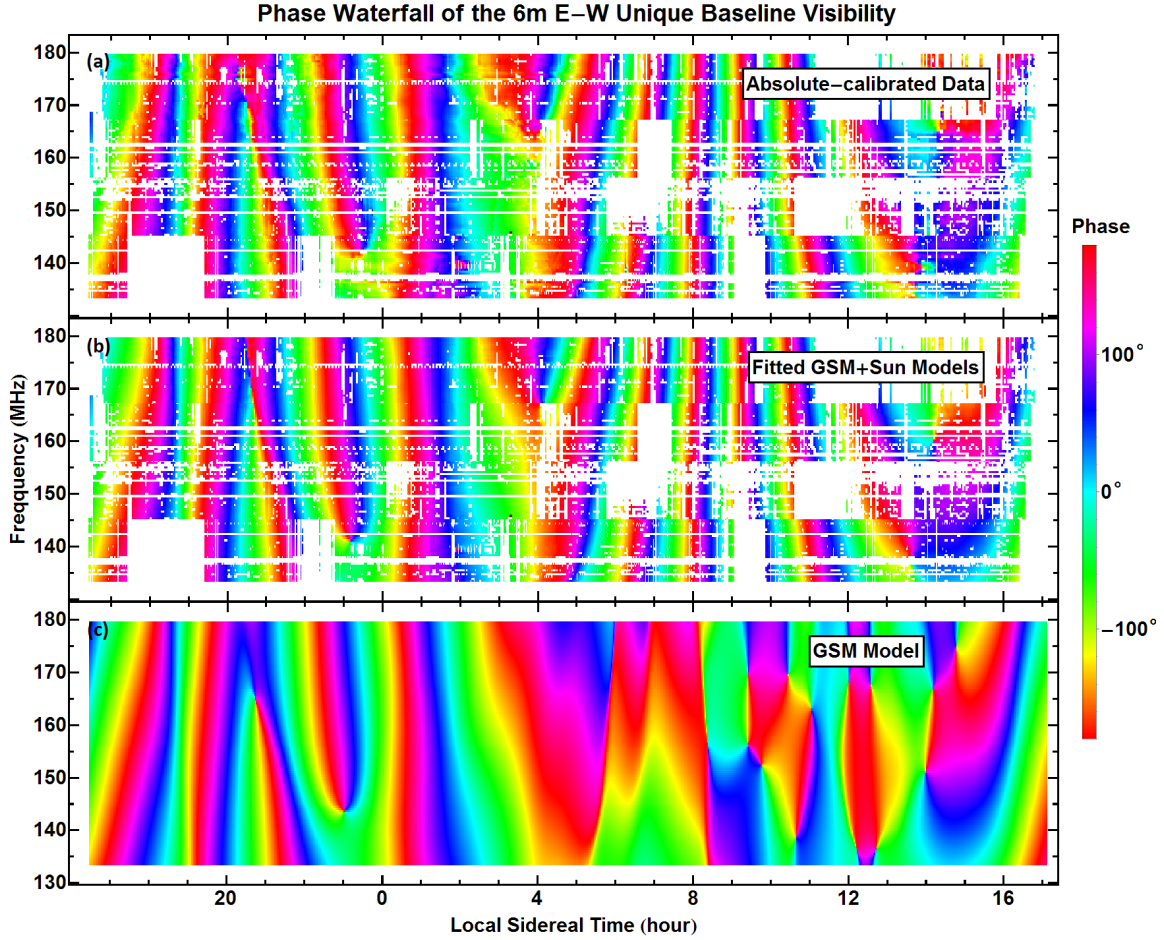 Phase Waterfall of the 6m E−W Unique Baseline Visibility
(a)
Absolute−calibrated Data
180
170
160
150
140
(b)
Fitted GSM+Sun Models
180
170
160
150
140
(c)
GSM Model
180
170
160
150
140
130
Frequency (MHz)
20 0 4 8 12 16
Local Sidereal Time (hour)
Phase
100°
0°
−100°